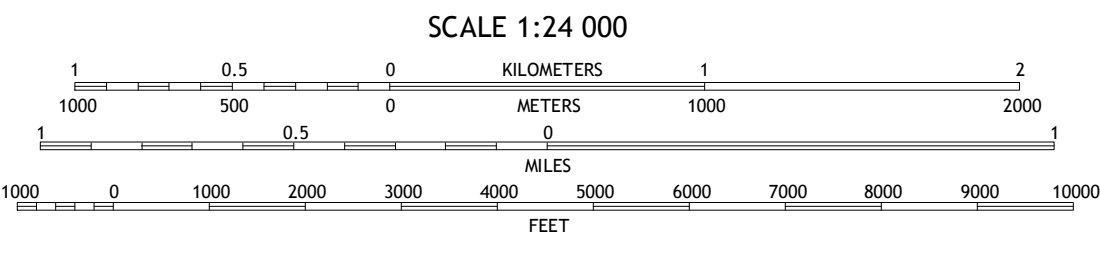 SCALE 1:24 000
1 0.5 0 KILOMETERS 1 2
1000 500 0 METERS 1000 2000
1 0.5 0 1
MILES
1000 0 1000 2000 3000 4000 5000 6000 7000 8000 9000 10000
FEET